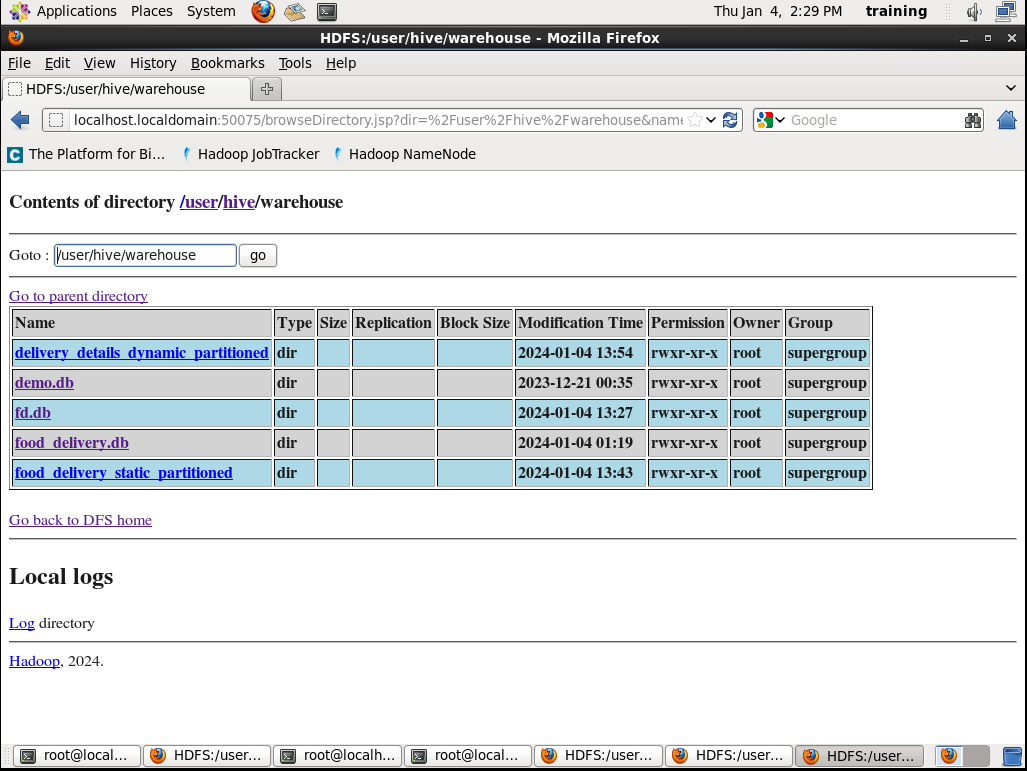 Applications Places System Thu Jan 4, 2:29 PM training
HDFS:/user/hive/warehouse - Mozilla Firefox
File Edit View History Bookmarks Tools Help
HDFS:/user/hive/warehouse
localhost.localdomain:50075/browseDirectory.jsp?dir=%2Fuser%2Fhive%2Fwarehouse&name Google
The Platform for Bi... Hadoop JobTracker Hadoop NameNode
Contents of directory /user/hive/warehouse
Goto : /user/hive/warehouse go
Go to parent directory
Name Type Size Replication Block Size Modification Time Permission Owner Group
delivery_details_dynamic_partitioned dir 2024-01-04 13:54 rwxr-xr-x root supergroup
demo.db dir 2023-12-21 00:35 rwxr-xr-x root supergroup
fd.db dir 2024-01-04 13:27 rwxr-xr-x root supergroup
food_delivery.db dir 2024-01-04 01:19 rwxr-xr-x root supergroup
food_delivery_static_partitioned dir 2024-01-04 13:43 rwxr-xr-x root supergroup
Go back to DFS home
Local logs
Log directory
Hadoop, 2024.
root@local... HDFS:/user... root@localh... root@local... HDFS:/user... HDFS:/user... HDFS:/user...